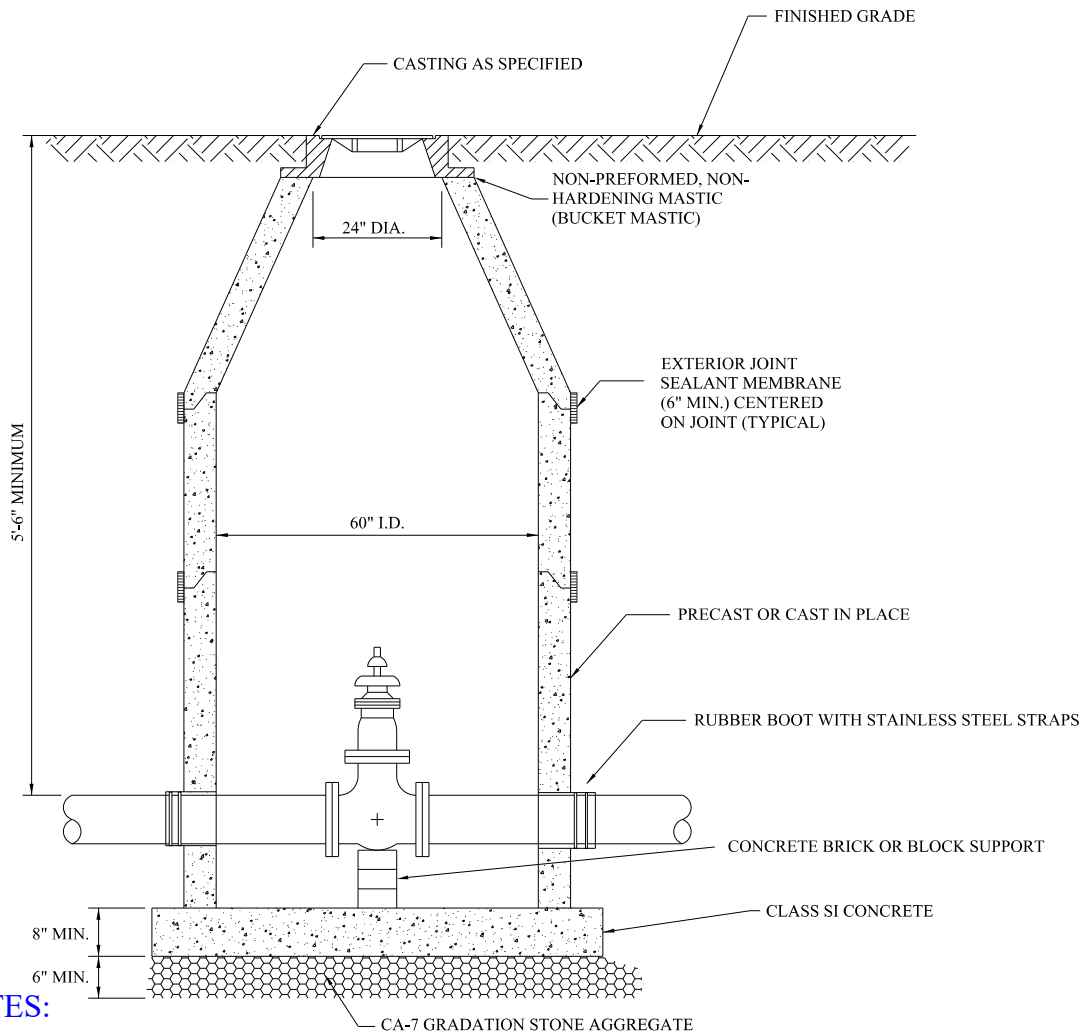 FINISHED GRADE
CASTING AS SPECIFIED
NON-PREFORMED, NON-
HARDENING MASTIC
(BUCKET MASTIC)
24" DIA.
EXTERIOR JOINT
SEALANT MEMBRANE
(6" MIN.) CENTERED
ON JOINT (TYPICAL)
5'-6" MINIMUM
60" I.D.
PRECAST OR CAST IN PLACE
RUBBER BOOT WITH STAINLESS STEEL STRAPS
CONCRETE BRICK OR BLOCK SUPPORT
CLASS SI CONCRETE
8" MIN.
6" MIN.
TES:
CA-7 GRADATION STONE AGGREGATE